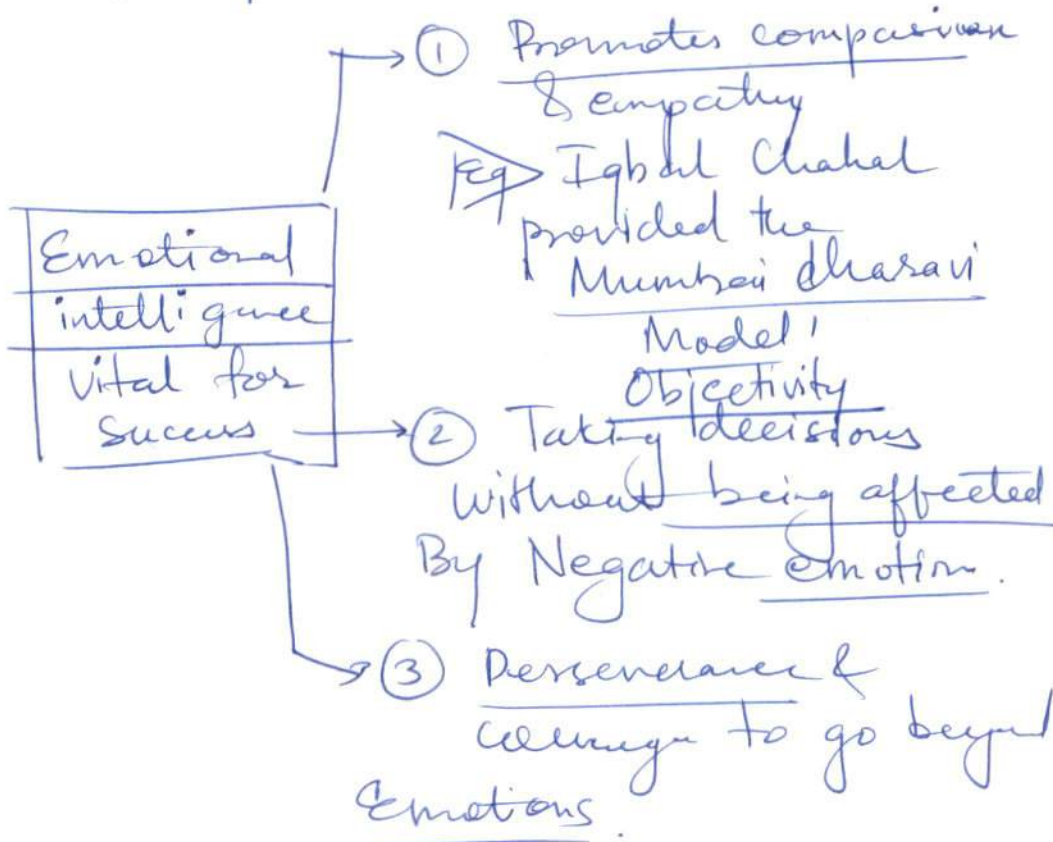 ① Promotes compassion
& empathy
Eg Iqbal Chahal
provided the
Mumbai dharavi
Model'
Emotional
intelligence
Vital for
Success
Objectivity
② Taking decisions
without being affected
By Negative emotion.
③ Perseverance &
courage to go beyond
Emotions.